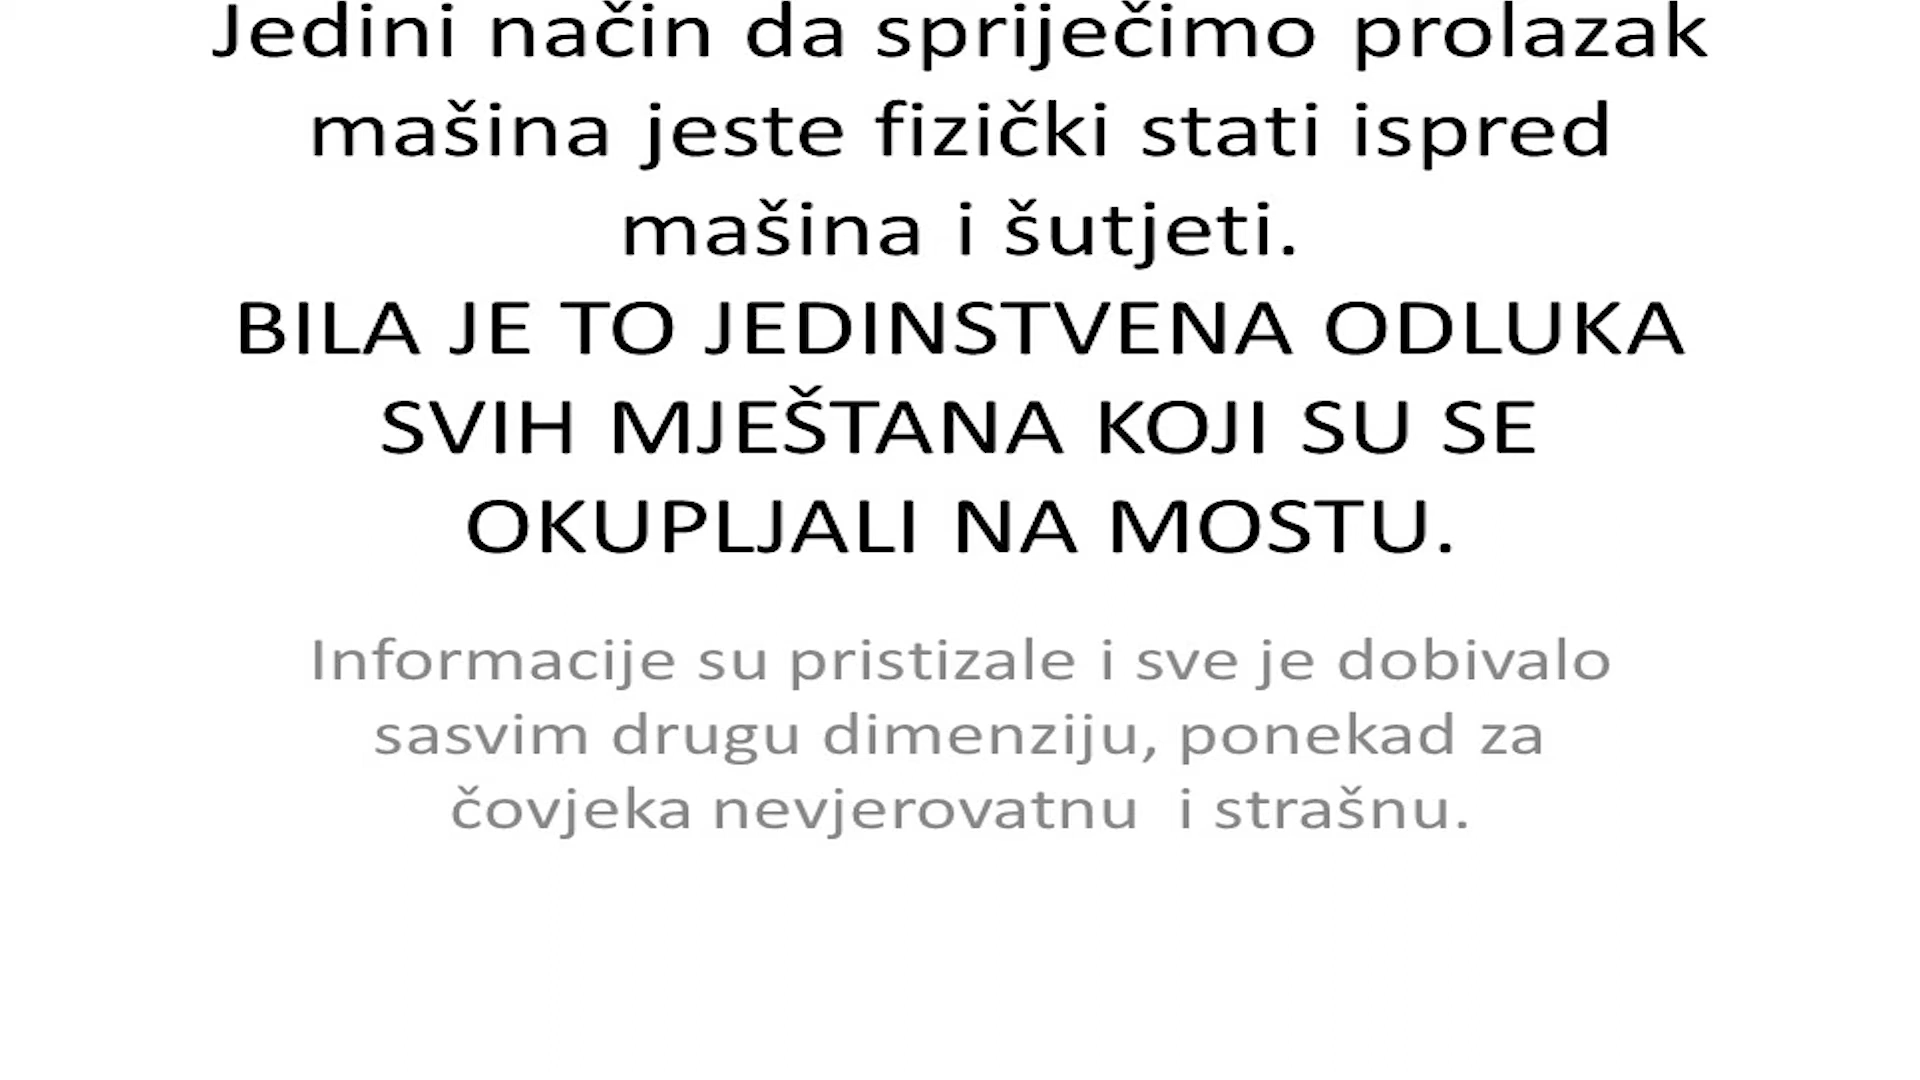 Jedini način da spriječimo prolazak
mašina jeste fizički stati ispred
mašina i šutjeti.
BILA JE TO JEDINSTVENA ODLUKA
SVIH MJEŠTANA KOJI SU SE
OKUPLJALI NA MOSTU.
Informacije su pristizale i sve je dobivalo
sasvim drugu dimenziju, ponekad za
čovjeka nevjerovatnu  i strašnu.